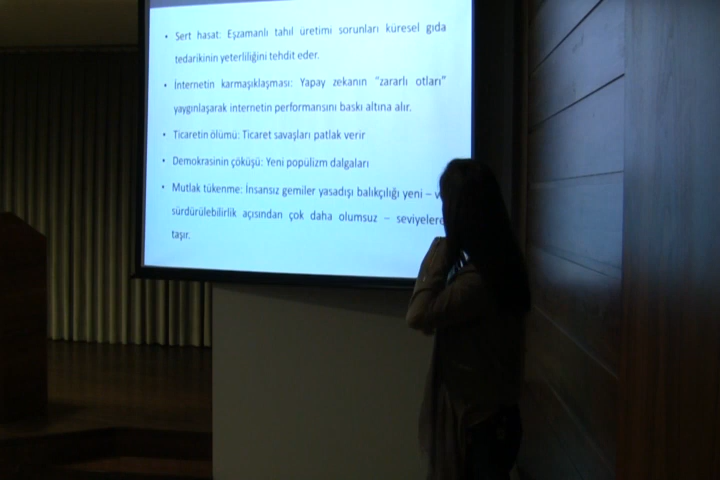 • Sert hasat: Eşzamanlı tahıl üretimi sorunları küresel gıda
tedarikinin yeterliliğini tehdit eder.
• İnternetin karmaşıklaşması: Yapay zekanın "zararlı otları"
yaygınlaşarak internetin performansını baskı altına alır.
• Ticaretin ölümü: Ticaret savaşları patlak verir
• Demokrasinin çöküşü: Yeni popülizm dalgaları
• Mutlak tükenme: İnsansız gemiler yasadışı balıkçılığı yeni –
sürdürülebilirlik açısından çok daha olumsuz – seviyelere
taşır.